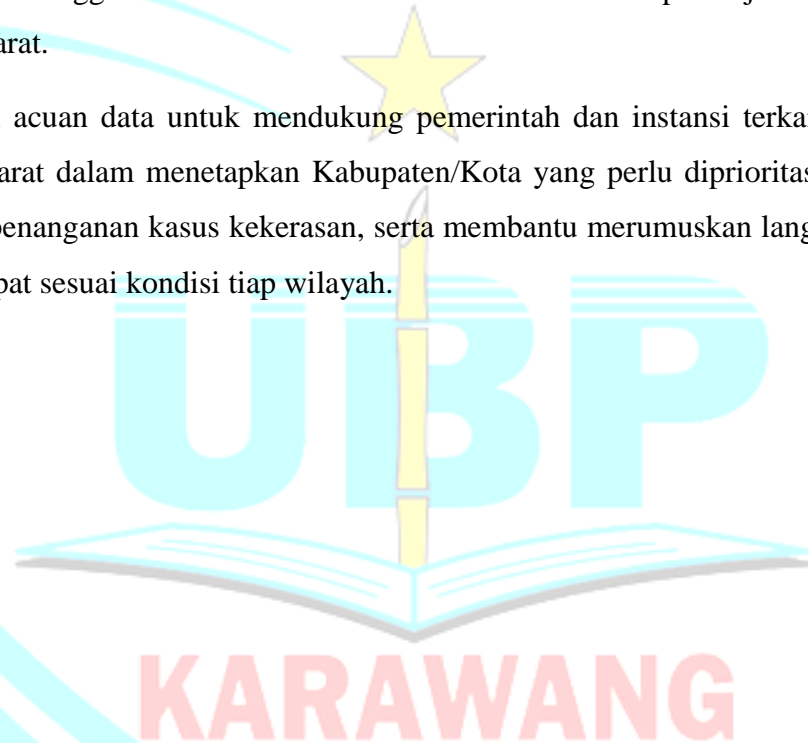 arat.
acuan data untuk mendukung pemerintah dan instansi terkai
arat dalam menetapkan Kabupaten/Kota yang perlu diprioritas
penanganan kasus kekerasan, serta membantu merumuskan lang
pat sesuai kondisi tiap wilayah.
UBP
KARAWANG